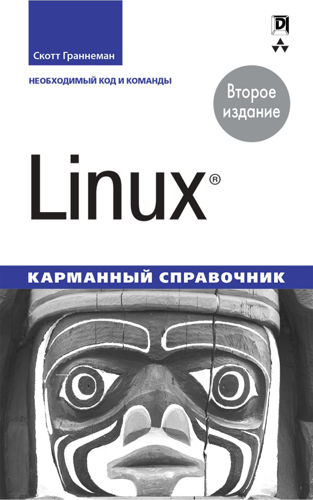 Скотт Граннеман
НЕОБХОДИМЫЙ КОД И КОМАНДЫ
Второе
издание
Linux®
КАРМАННЫЙ СПРАВОЧНИК